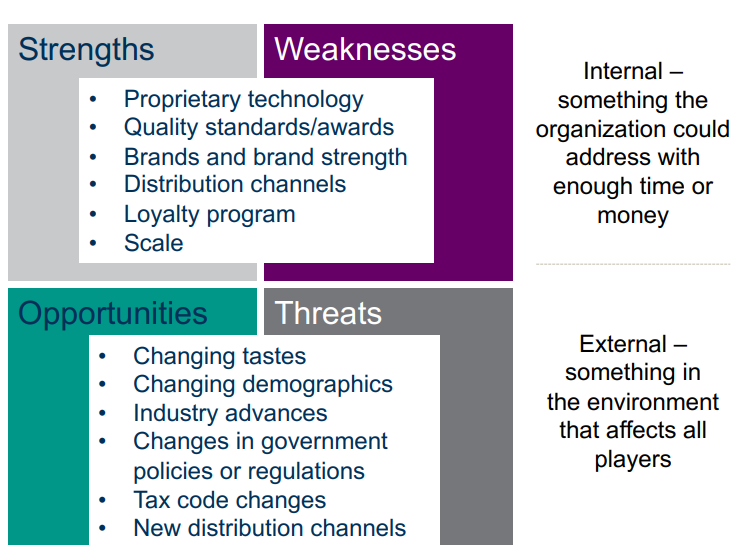 Strengths
Weaknesses
• Proprietary technology
• Quality standards/awards
• Brands and brand strength
• Distribution channels
• Loyalty program
• Scale
Internal –
something the
organization could
address with
enough time or
money
Opportunities
Threats
• Changing tastes
• Changing demographics
• Industry advances
• Changes in government
policies or regulations
• Tax code changes
• New distribution channels
External –
something in
the environment
that affects all
players